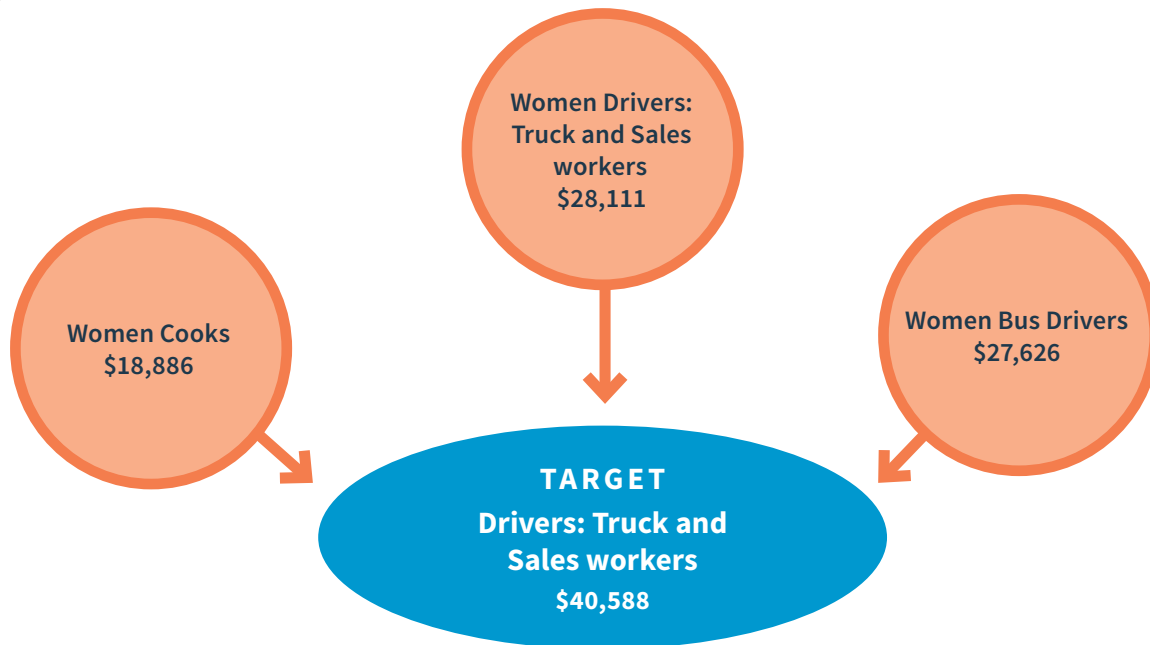 Women Drivers:
Truck and Sales
workers
$28,111
Women Cooks
$18,886
Women Bus Drivers
$27,626
TARGET
Drivers: Truck and
Sales workers
$40,588